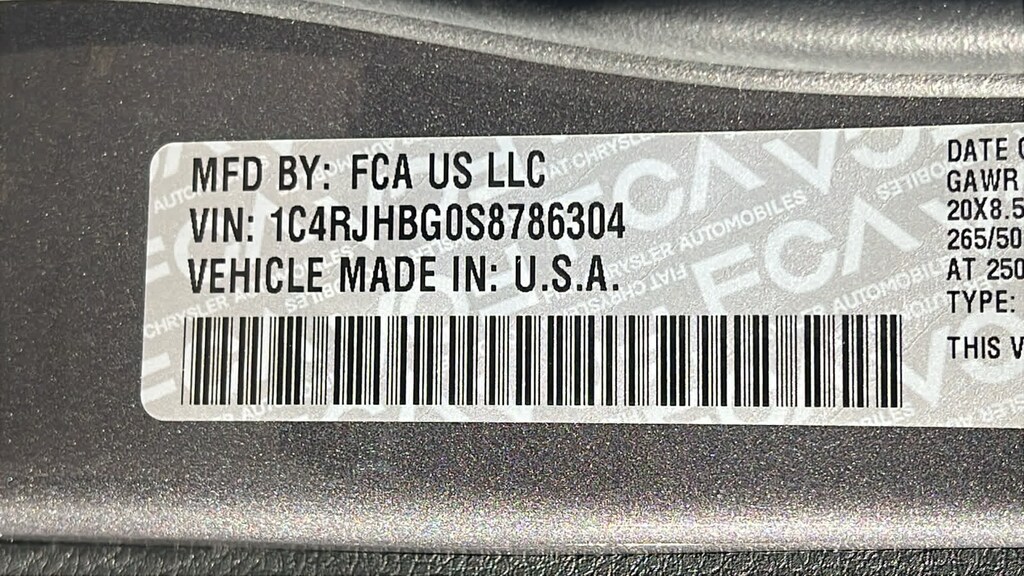 MFD BY: FCA US LLC
VIN: 1C4RJHBG0S8786304
VEHICLE MADE IN: U.S.A.
DATE
GAWR
20X8.5
265/50
AT 250
TYPE:
THIS V